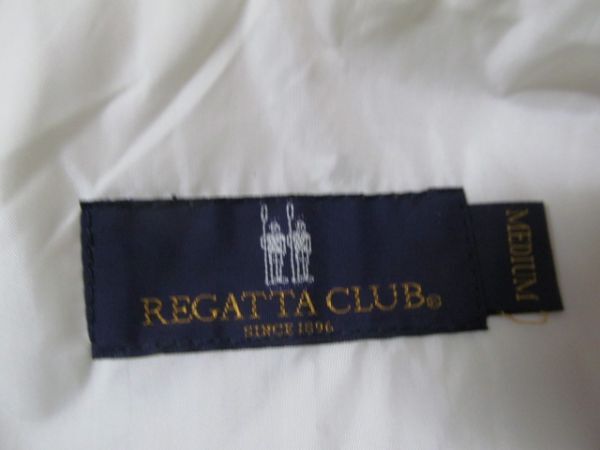 REGATTA CLUB®
SINCE 1896
MEDIUM